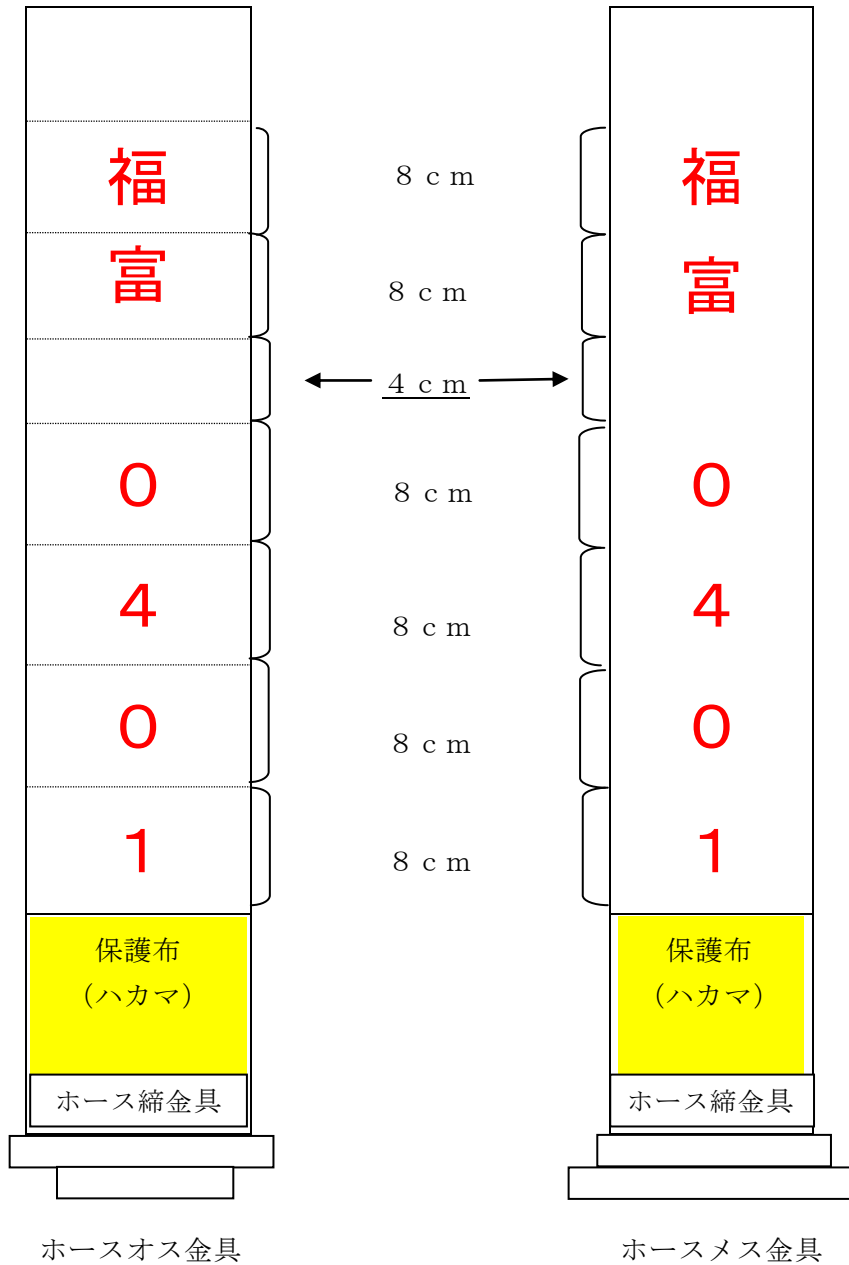 福
富
０
４
０
１
保護布
（ハカマ）
ホース締金具
ホースオス金具
８ｃｍ
８ｃｍ
４ｃｍ
８ｃｍ
８ｃｍ
８ｃｍ
８ｃｍ
福
富
０
４
０
１
保護布
（ハカマ）
ホース締金具
ホースメス金具